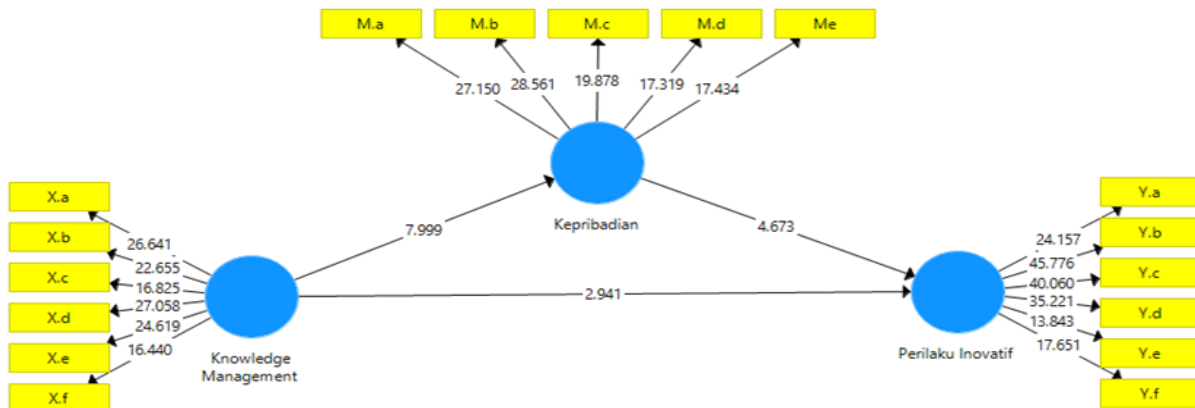 M.a
M.b
M.c
M.d
Me
27.150
28.561
19.878
17.319
17.434
Kepribadian
7.999
4.673
2.941
X.a
X.b
X.c
X.d
X.e
X.f
26.641
22.655
16.825
27.058
24.619
16.440
Knowledge
Management
Perilaku Inovatif
24.157
45.776
40.060
35.221
13.843
17.651
Y.a
Y.b
Y.c
Y.d
Y.e
Y.f